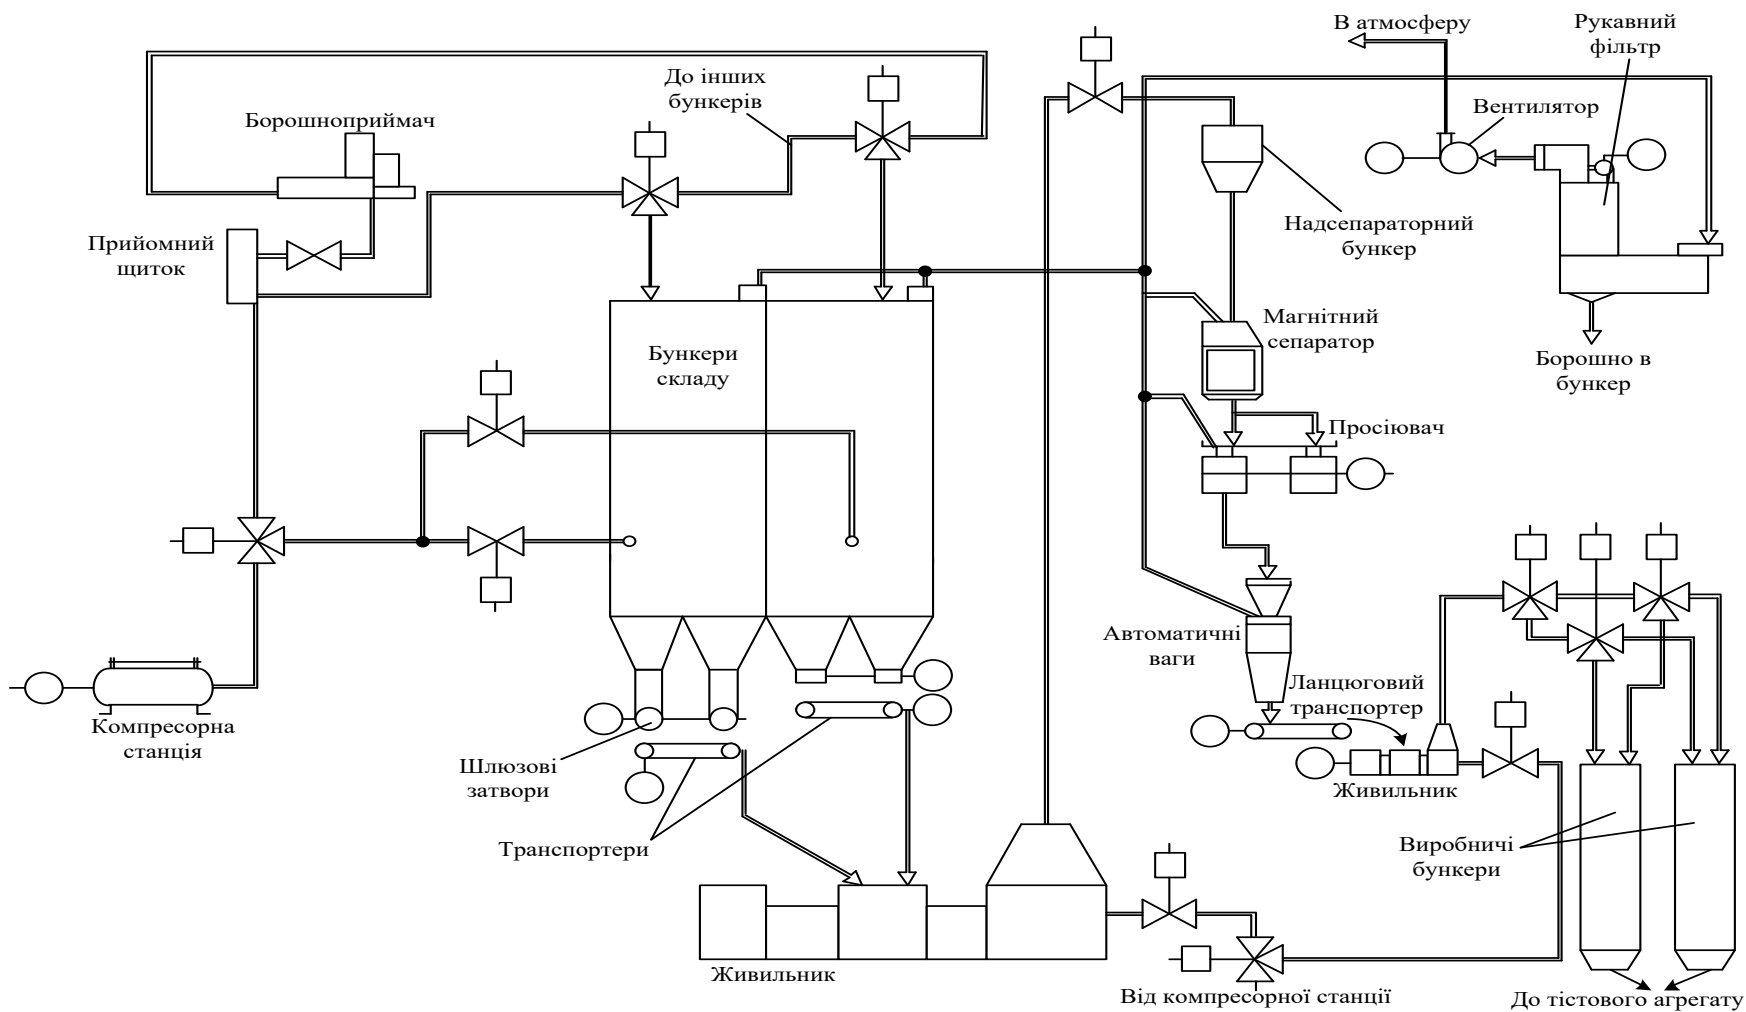 В атмосферу
Рукавний
фільтр
До інших
бункерів
Вентилятор
Борошноприймач
Надсепараторний
бункер
Прийомний
щиток
Магнітний
сепаратор
Бункери
складу
Борошно в
бункер
Просіювач
Автоматичні
ваги
Ланцюговий
транспортер
Компресорна
станція
Шлюзові
затвори
Живильник
Транспортери
Виробничі
бункери
Живильник
Від компресорної станції
До тістового агрегату